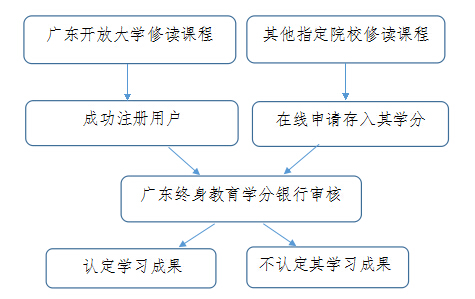 广东开放大学修读课程
其他指定院校修读课程
成功注册用户
在线申请存入其学分
广东终身教育学分银行审核
认定学习成果
不认定其学习成果